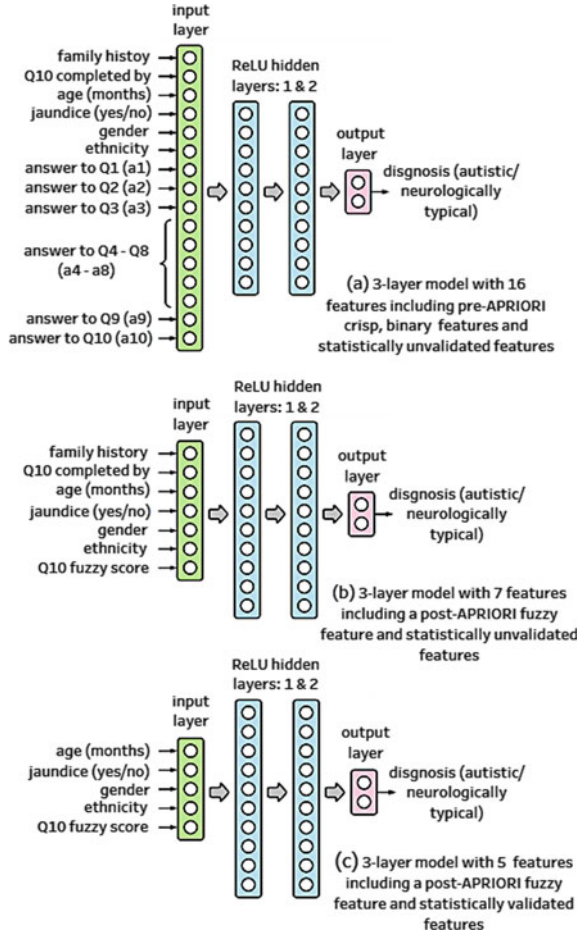 input
layer
family histoy
Q10 completed by
age (months)
jaundice (yes/no)
gender
ethnicity
answer to Q1 (a1)
answer to Q2 (a2)
answer to Q3 (a3)
answer to Q4 - Q8
(a4 - a8)
answer to Q9 (a9)
answer to Q10 (a10)
ReLU hidden
layers: 1 & 2
output
layer
disgnosis (autistic/
neurologically
typical)
(a) 3-layer model with 16
features including pre-APRIORI
crisp, binary features and
statistically unvalidated features
input
layer
family history
Q10 completed by
age (months)
jaundice (yes/no)
gender
ethnicity
Q10 fuzzy score
ReLU hidden
layers: 1 & 2
output
layer
disgnosis (autistic/
neurologically
typical)
(b) 3-layer model with 7 features
including a post-APRIORI fuzzy
feature and statistically unvalidated
features
input
layer
age (months)
jaundice (yes/no)
gender
ethnicity
Q10 fuzzy score
ReLU hidden
layers: 1 & 2
output
layer
disgnosis (autistic/
neurologically
typical)
(c) 3-layer model with 5 features
including a post-APRIORI fuzzy
feature and statistically validated
features